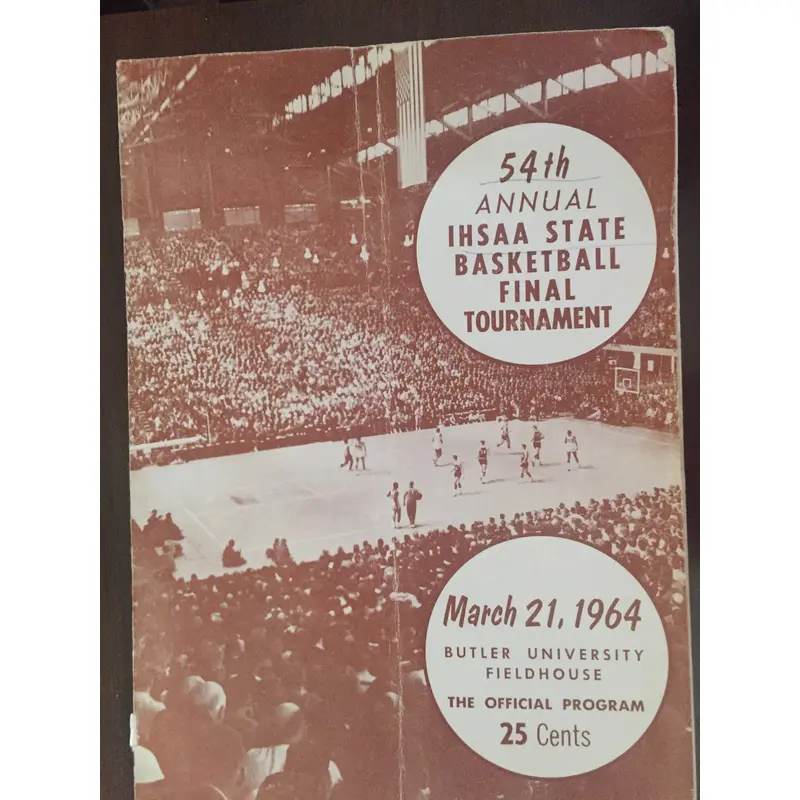 54th
ANNUAL
IHSAA STATE
BASKETBALL
FINAL
TOURNAMENT
March 21, 1964
BUTLER UNIVERSITY
FIELDHOUSE
THE OFFICIAL PROGRAM
25 Cents